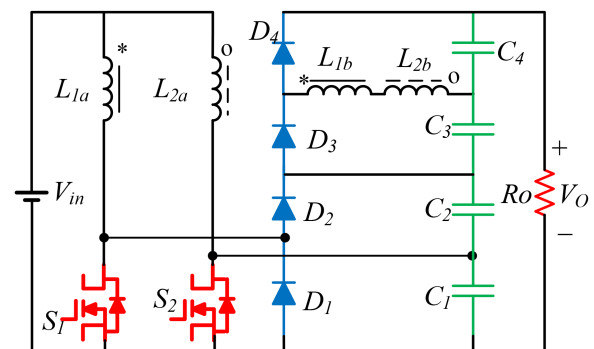 D4
L1b
L2b
*
o
C4
*
o
L1a
L2a
*
o
D3
C3
+
Vin
D2
C2
Ro
VO
−
S1
S2
D1
C1